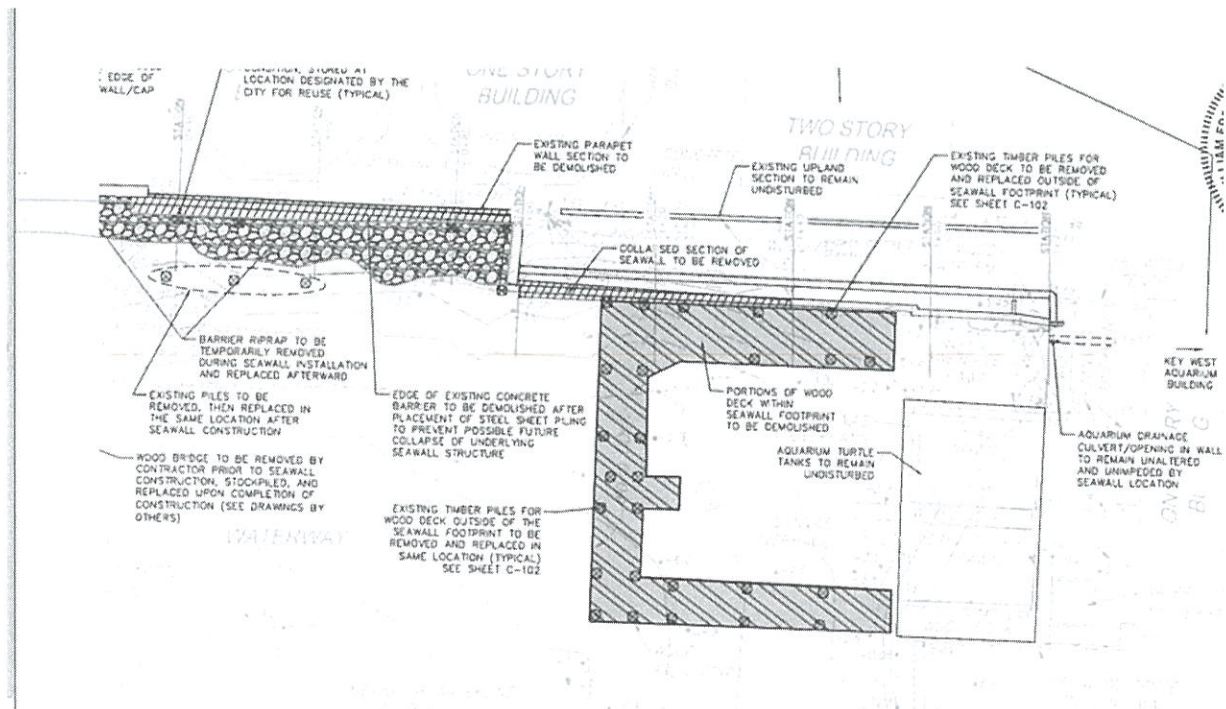 EDGE OF
WALL/CAP
CONDITION, STORED AT
LOCATION DESIGNATED BY THE
CITY FOR REUSE (TYPICAL)
ONE STORY
BUILDING
TWO STORY
BUILDING
EXISTING PARAPET
WALL SECTION TO
BE DEMOLISHED
EXISTING UPLAND
SECTION TO REMAIN
UNDISTURBED
EXISTING TIMBER PILES FOR
WOOD DECK TO BE REMOVED
AND REPLACED OUTSIDE OF
SEAWALL FOOTPRINT (TYPICAL)
SEE SHEET C-102
COLLA SED SECTION OF
SEAWALL TO BE REMOVED
BARRIER RIPRAP TO BE
TEMPORARILY REMOVED
DURING SEAWALL INSTALLATION
AND REPLACED AFTERWARD
EXISTING PILES TO BE
REMOVED, THEN REPLACED IN
THE SAME LOCATION AFTER
SEAWALL CONSTRUCTION
WOOD BRIDGE TO BE REMOVED BY
CONTRACTOR PRIOR TO SEAWALL
CONSTRUCTION, STOCKPILED, AND
REPLACED UPON COMPLETION OF
CONSTRUCTION (SEE DRAWINGS BY
OTHERS)
WATERWAY
EDGE OF EXISTING CONCRETE
BARRIER TO BE DEMOLISHED AFTER
PLACEMENT OF STEEL SHEET PILING
TO PREVENT POSSIBLE FUTURE
COLLAPSE OF UNDERLYING
SEAWALL STRUCTURE
EXISTING TIMBER PILES FOR
WOOD DECK OUTSIDE OF THE
SEAWALL FOOTPRINT TO BE
REMOVED AND REPLACED IN
SAME LOCATION (TYPICAL)
SEE SHEET C-102
PORTIONS OF WOOD
DECK WITHIN
SEAWALL FOOTPRINT
TO BE DEMOLISHED
AQUARIUM TURTLE
TANKS TO REMAIN
UNDISTURBED
KEY WEST
AQUARIUM
BUILDING
AQUARIUM DRAINAGE
CULVERT/OPENING IN WALL
TO REMAIN UNALTERED
AND UNIMPEDED BY
SEAWALL LOCATION